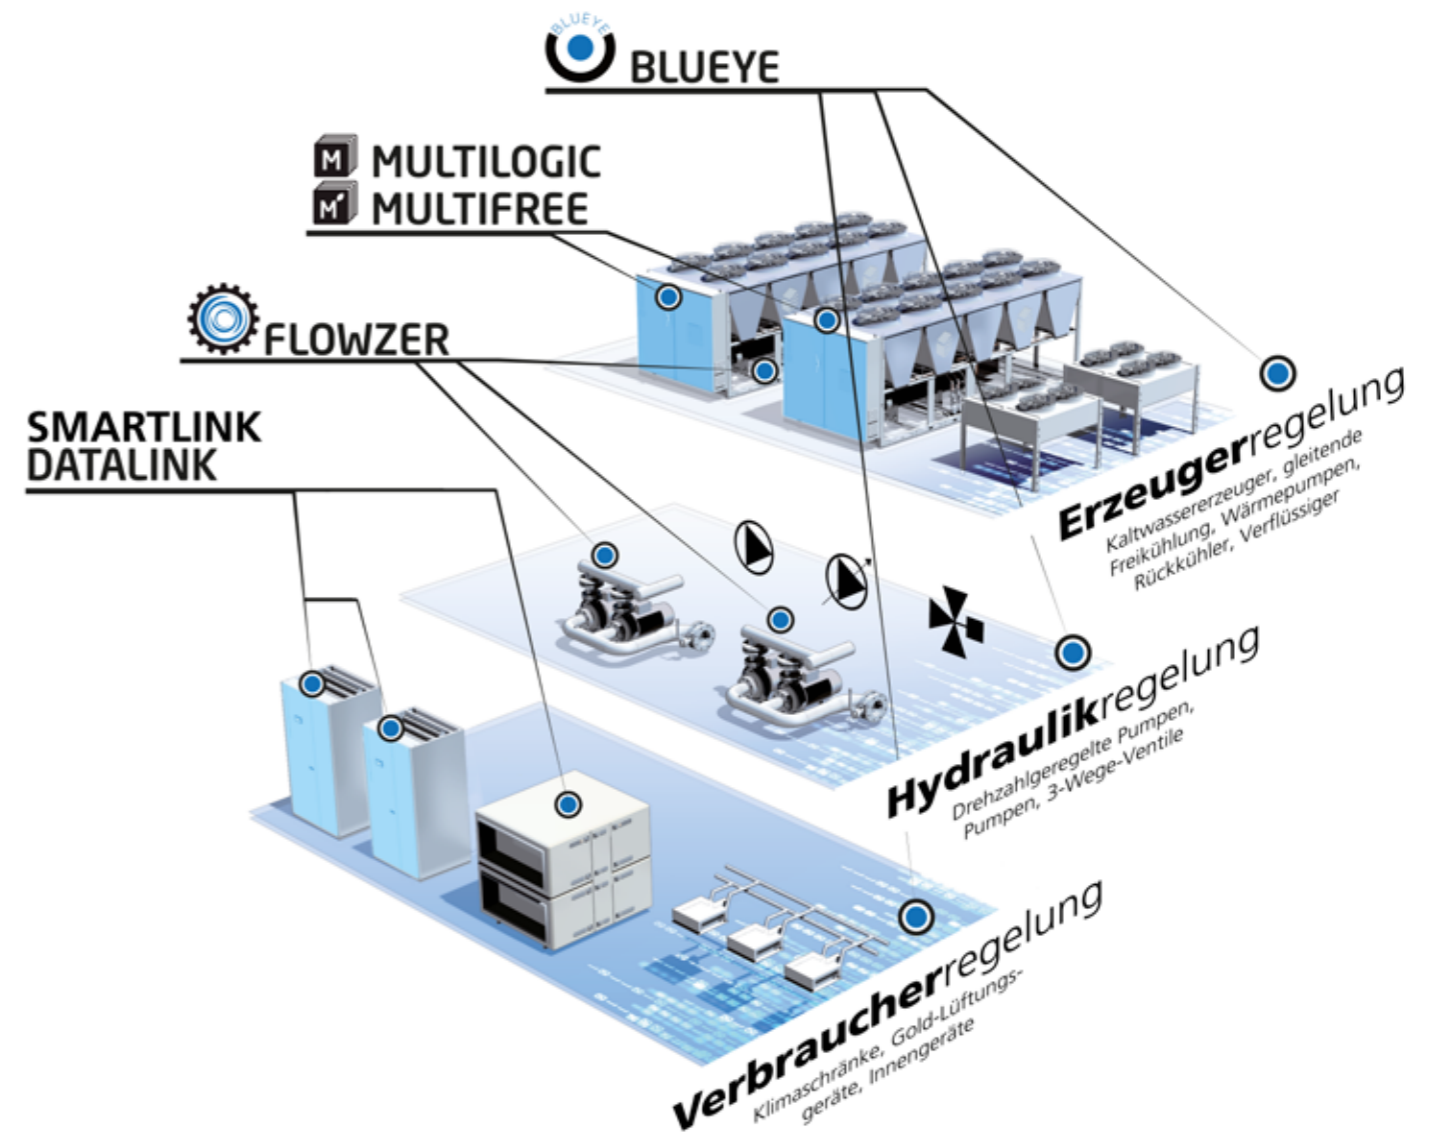 BLUEYE
BLUEYE
M MULTILOGIC
M MULTIFREE
FLOWZER
SMARTLINK
DATALINK
Erzeugerregelung
Kaltwassererzeuger, gleitende
Freikühlung, Wärmepumpen,
Rückkühler, Verflüssiger
Hydraulikregelung
Drehzahlgeregelte Pumpen,
Pumpen, 3-Wege-Ventile
Verbraucherregelung
Klimaschränke, Gold-Lüftungs-
geräte, Innengeräte